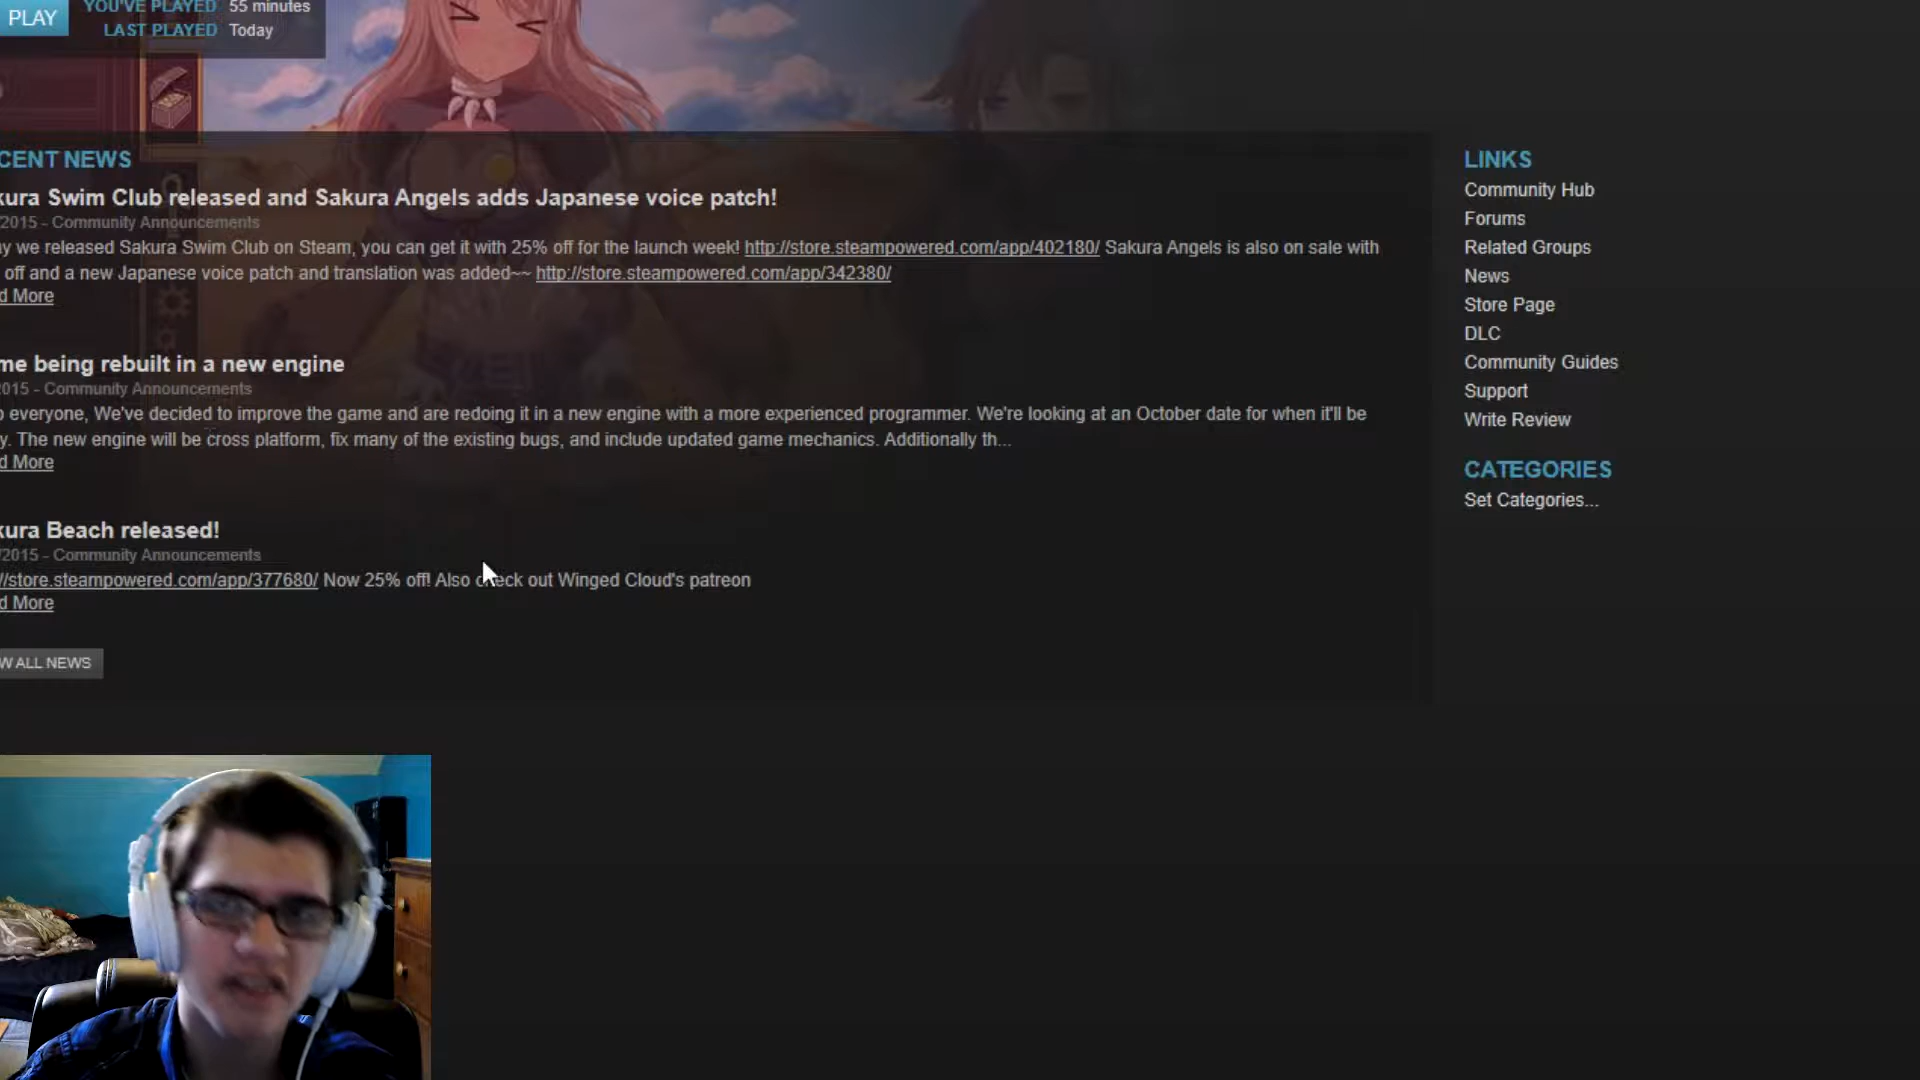 PLAY
YOU'VE PLAYED 55 minutes
LAST PLAYED Today
CENT NEWS
kura Swim Club released and Sakura Angels adds Japanese voice patch!
/2015 - Community Announcements
y we released Sakura Swim Club on Steam, you can get it with 25% off for the launch week! http://store.steampowered.com/app/402180/ Sakura Angels is also on sale with
off and a new Japanese voice patch and translation was added~~ http://store.steampowered.com/app/342380/
d More
me being rebuilt in a new engine
2015 - Community Announcements
o everyone, We've decided to improve the game and are redoing it in a new engine with a more experienced programmer. We're looking at an October date for when it'll be
y. The new engine will be cross platform, fix many of the existing bugs, and include updated game mechanics. Additionally th...
d More
kura Beach released!
/2015 - Community Announcements
//store.steampowered.com/app/377680/ Now 25% off! Also check out Winged Cloud's patreon
d More
W ALL NEWS
LINKS
Community Hub
Forums
Related Groups
News
Store Page
DLC
Community Guides
Support
Write Review
CATEGORIES
Set Categories...